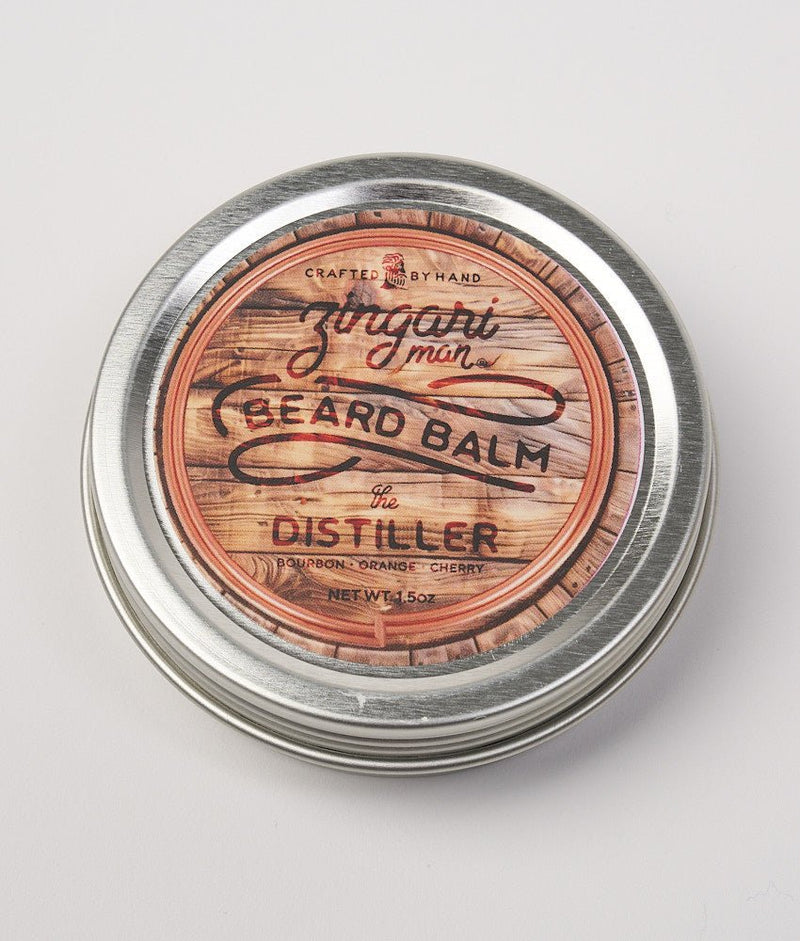 CRAFTED BY HAND
zingari
man
BEARD BALM
the
DISTILLER
BOURBON · ORANGE CHERRY
NET WT 1.5oz